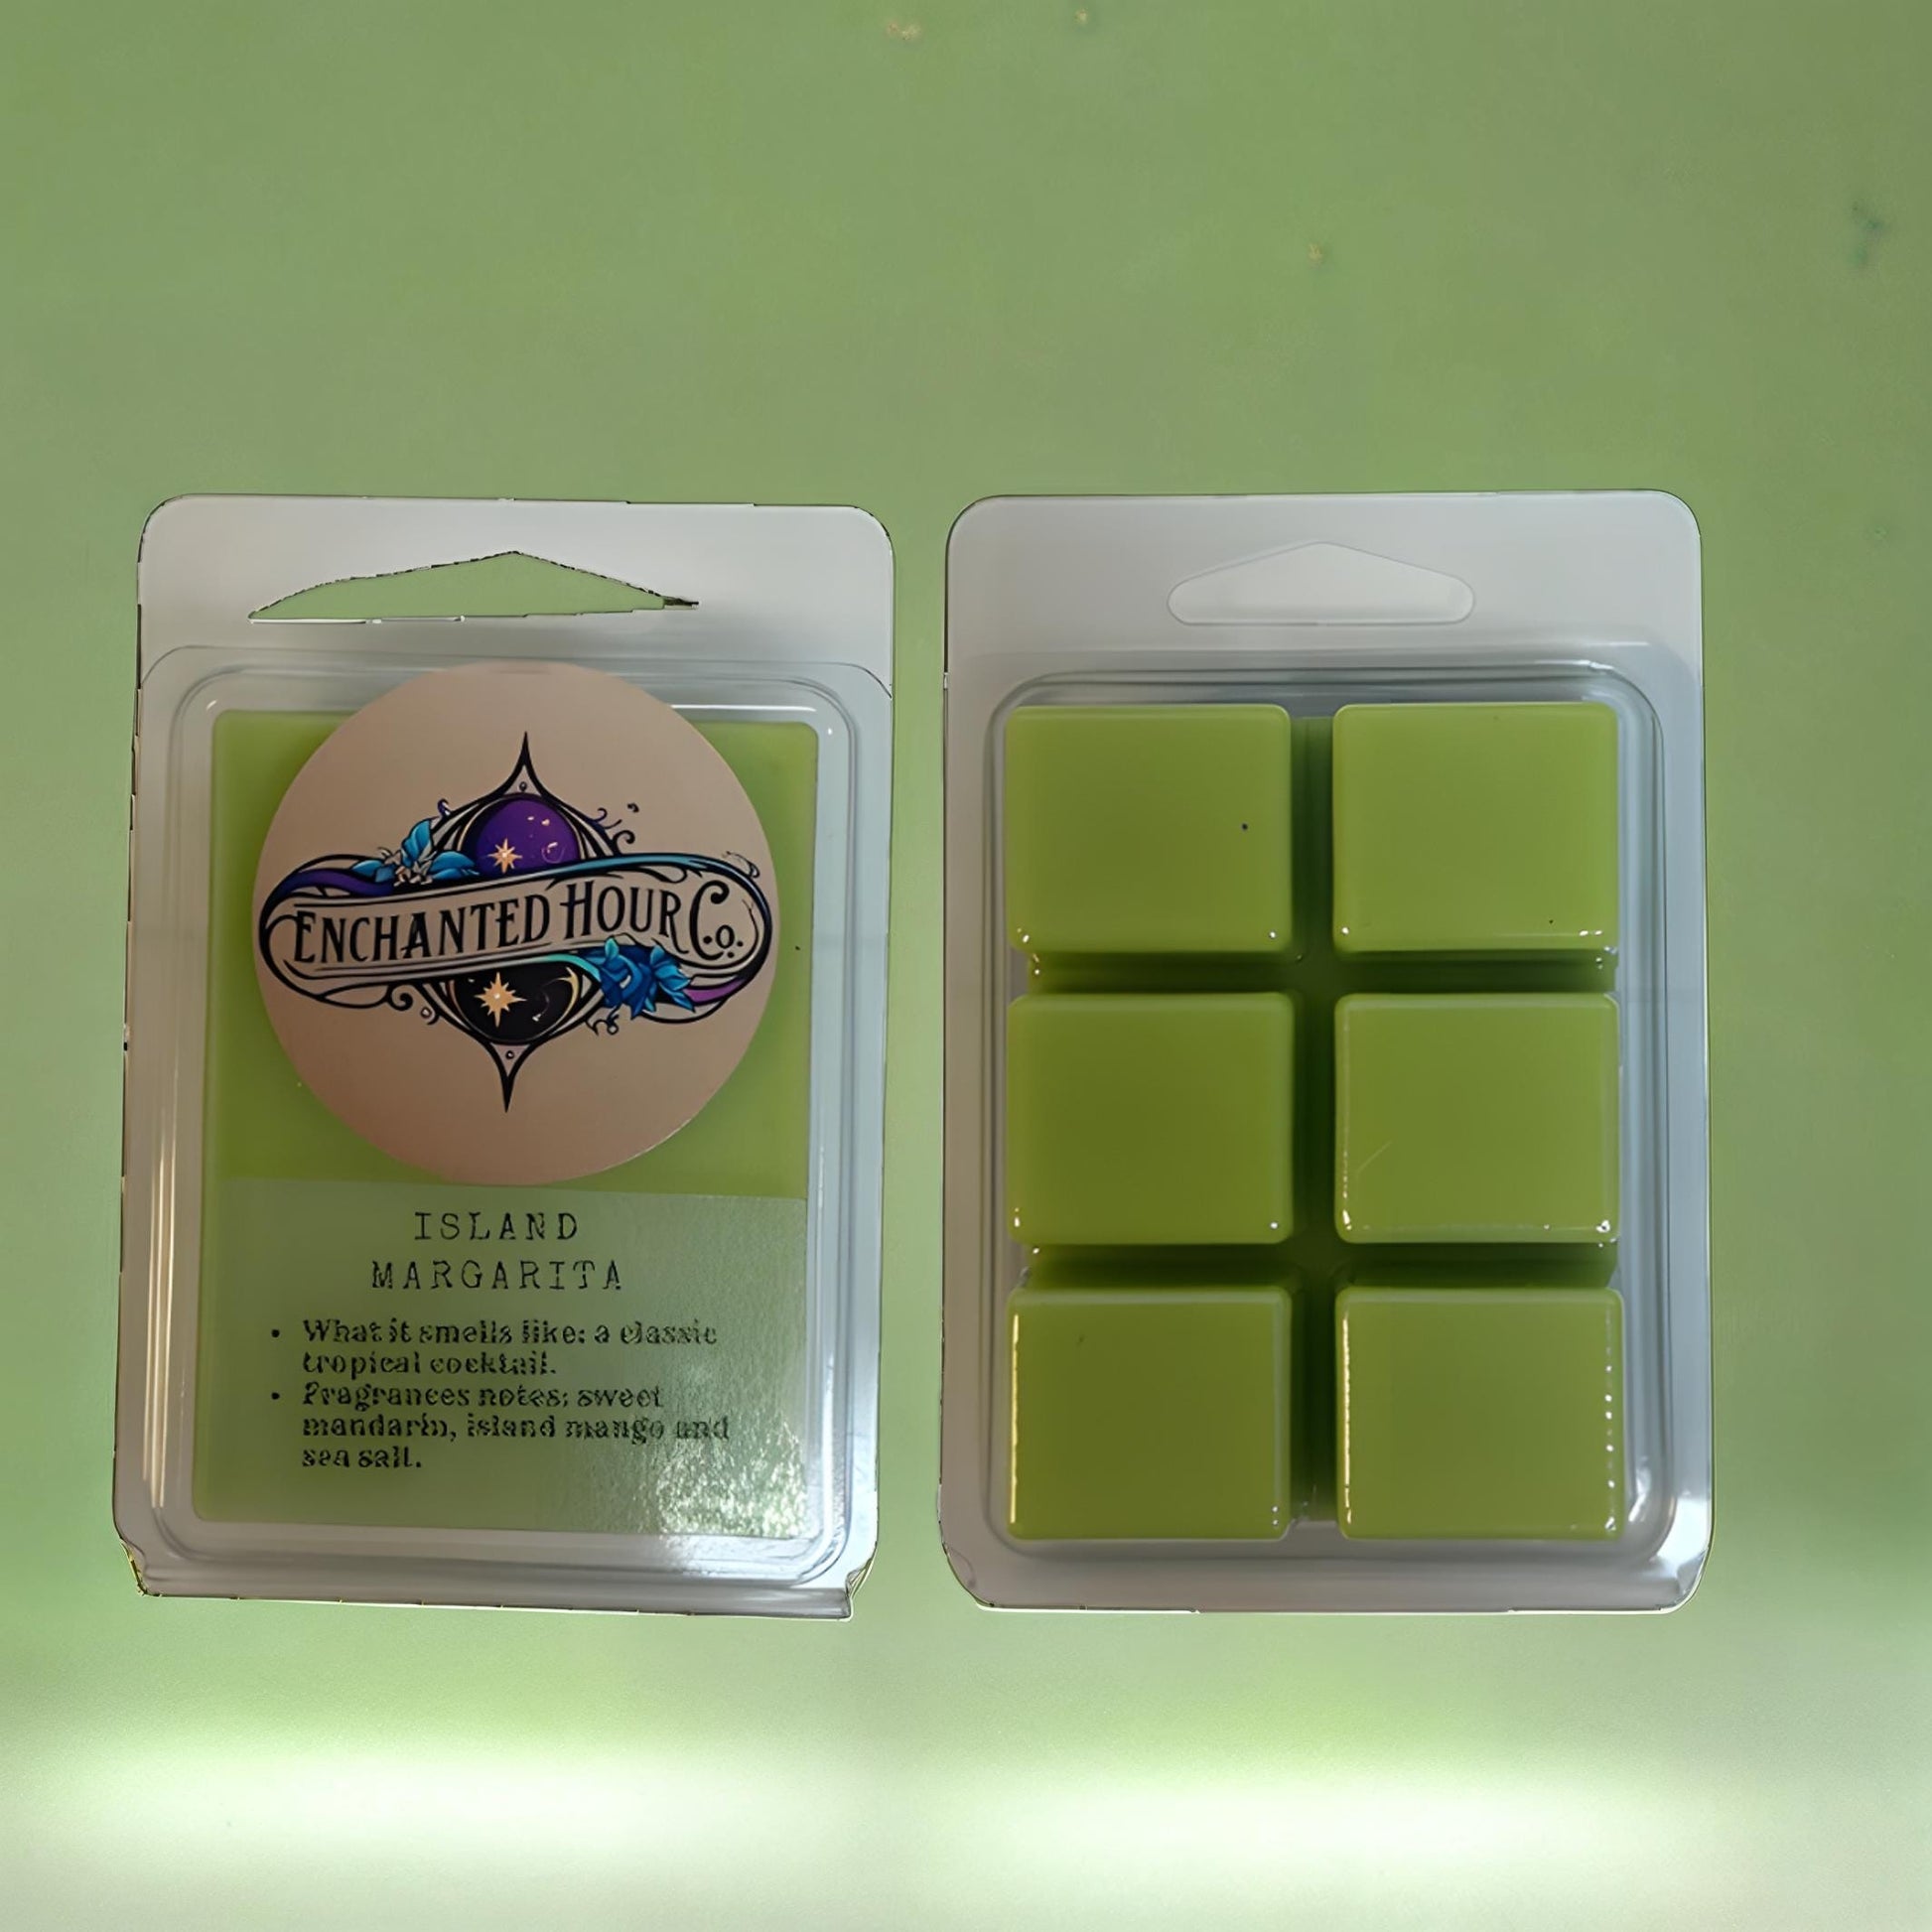 ENCHANTED HOUR Co.
ISLAND
MARGARITA
• What it smells like: a classic
tropical cocktail.
• Fragrances notes: sweet
mandarin, island mango and
sea salt.